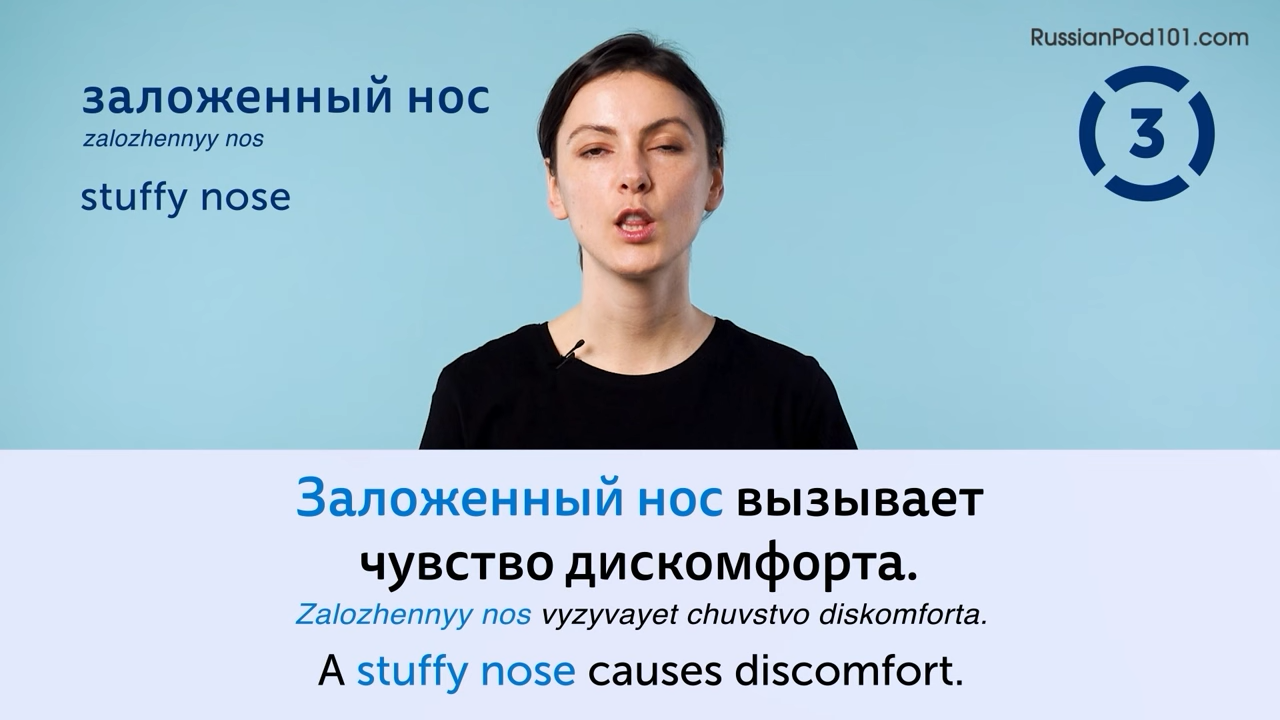 RussianPod101.com
заложенный нос
zalozhennyy nos
stuffy nose
3
Заложенный нос вызывает
чувство дискомфорта.
Zalozhennyy nos vyzyvayet chuvstvo diskomforta.
A stuffy nose causes discomfort.